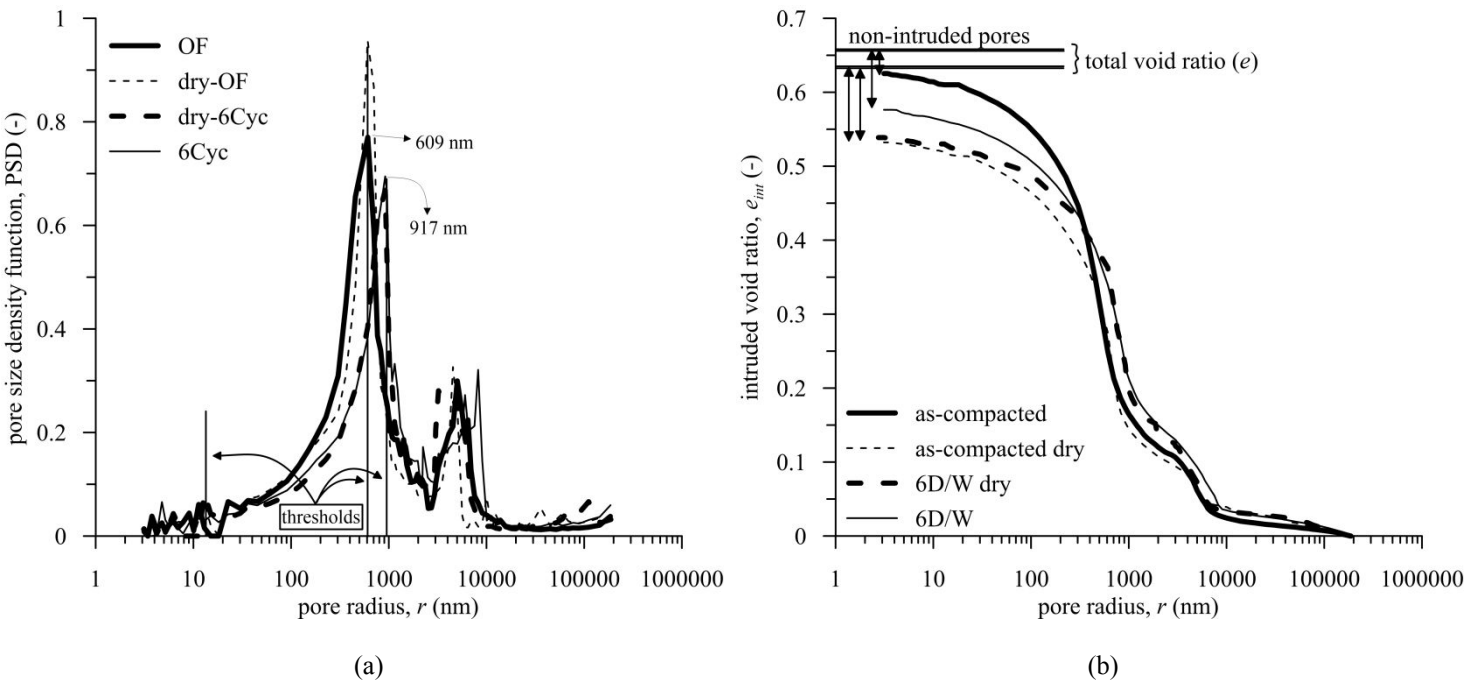 1
0.8
0.6
0.4
0.2
0
pore size density function, PSD (-)
OF
dry-OF
dry-6Cyc
6Cyc
609 nm
917 nm
thresholds
1 10 100 1000 10000 100000 1000000
pore radius, r (nm)
(a)
0.7
0.6
0.5
0.4
0.3
0.2
0.1
0
intruded void ratio, e_int (-)
non-intruded pores
total void ratio (e)
as-compacted
as-compacted dry
6D/W dry
6D/W
1 10 100 1000 10000 100000 1000000
pore radius, r (nm)
(b)